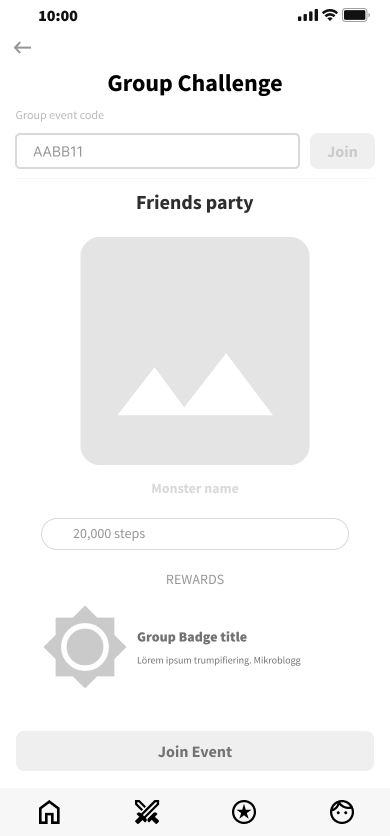 10:00
Group Challenge
Group event code
AABB11
Join
Friends party
Monster name
20,000 steps
REWARDS
Group Badge title
Lörem ipsum trumpifiering. Mikroblogg
Join Event